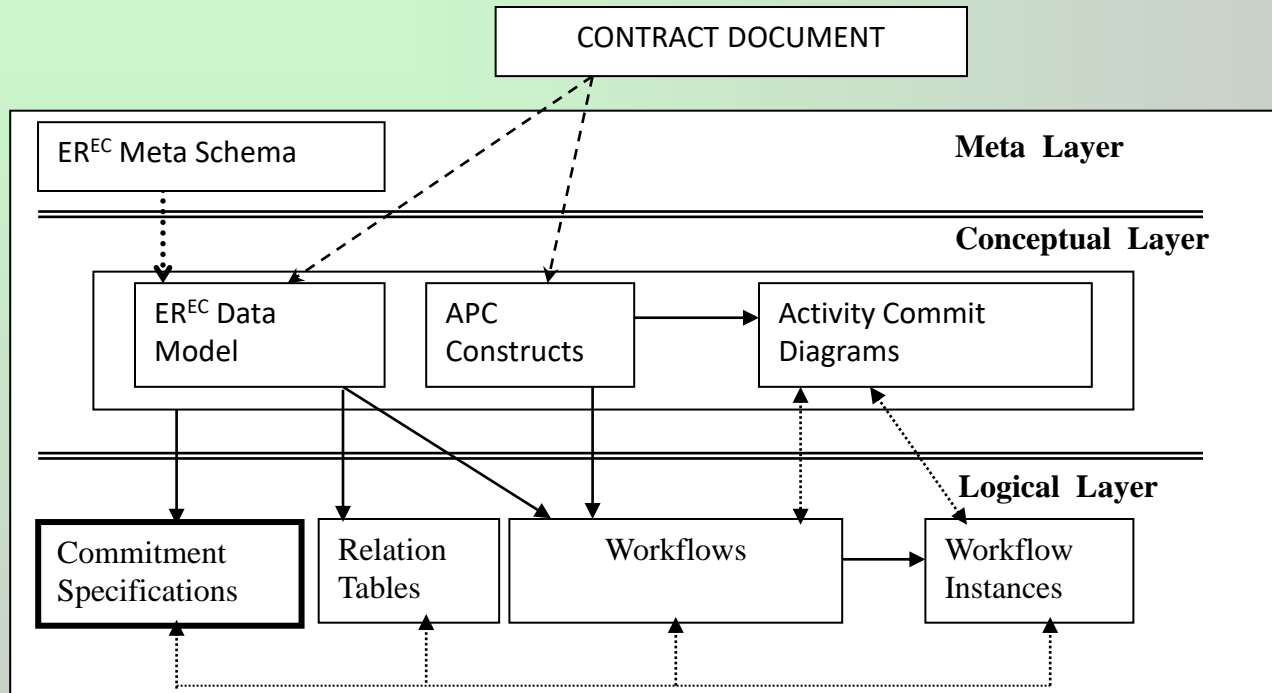 CONTRACT DOCUMENT
ER^EC Meta Schema
Meta Layer
Conceptual Layer
ER^EC Data
Model
APC
Constructs
Activity Commit
Diagrams
Logical Layer
Commitment
Specifications
Relation
Tables
Workflows
Workflow
Instances